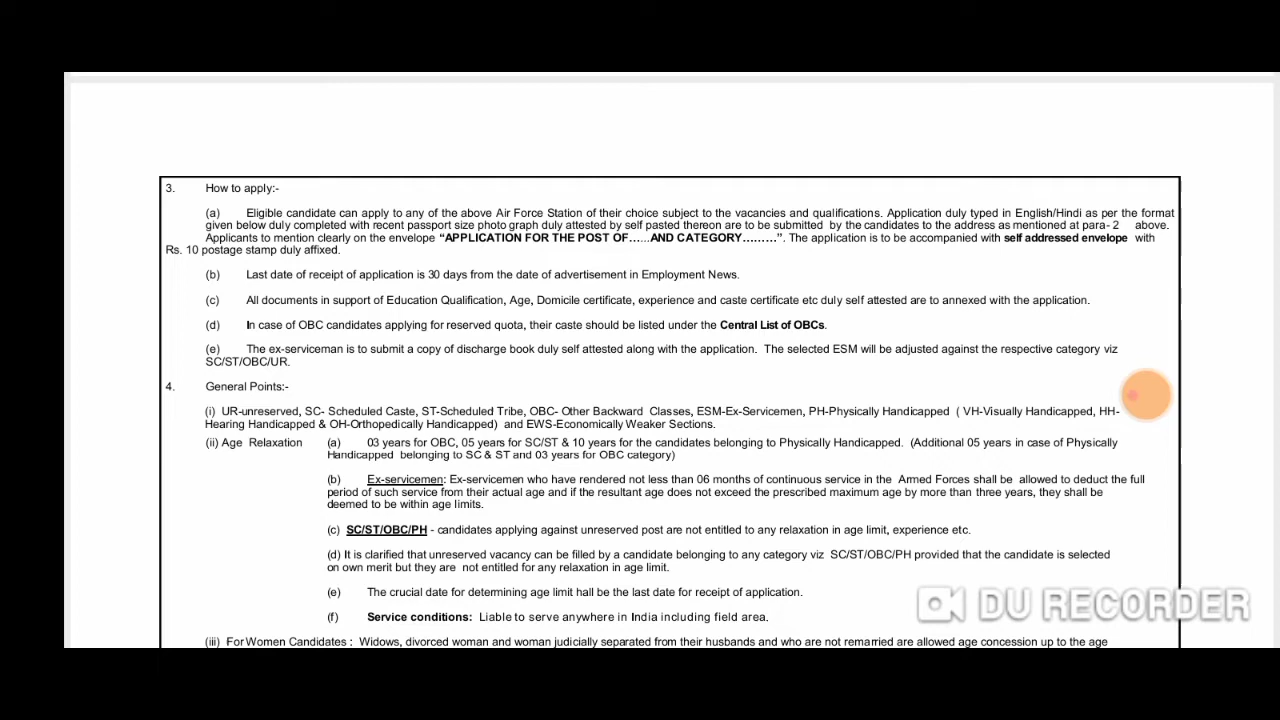 3. How to apply:-
(a) Eligible candidate can apply to any of the above Air Force Station of their choice subject to the vacancies and qualifications. Application duly typed in English/Hindi as per the format
given below duly completed with recent passport size photo graph duly attested by self pasted thereon are to be submitted by the candidates to the address as mentioned at para- 2 above.
Applicants to mention clearly on the envelope “APPLICATION FOR THE POST OF……AND CATEGORY………”. The application is to be accompanied with self addressed envelope with
Rs. 10 postage stamp duly affixed.
(b) Last date of receipt of application is 30 days from the date of advertisement in Employment News.
(c) All documents in support of Education Qualification, Age, Domicile certificate, experience and caste certificate etc duly self attested are to annexed with the application.
(d) In case of OBC candidates applying for reserved quota, their caste should be listed under the Central List of OBCs.
(e) The ex-serviceman is to submit a copy of discharge book duly self attested along with the application. The selected ESM will be adjusted against the respective category viz
SC/ST/OBC/UR.
4. General Points:-
(i) UR-unreserved, SC- Scheduled Caste, ST-Scheduled Tribe, OBC- Other Backward Classes, ESM-Ex-Servicemen, PH-Physically Handicapped ( VH-Visually Handicapped, HH-
Hearing Handicapped & OH-Orthopedically Handicapped) and EWS-Economically Weaker Sections.
(ii) Age Relaxation (a) 03 years for OBC, 05 years for SC/ST & 10 years for the candidates belonging to Physically Handicapped. (Additional 05 years in case of Physically
Handicapped belonging to SC & ST and 03 years for OBC category)
(b) Ex-servicemen: Ex-servicemen who have rendered not less than 06 months of continuous service in the Armed Forces shall be allowed to deduct the full
period of such service from their actual age and if the resultant age does not exceed the prescribed maximum age by more than three years, they shall be
deemed to be within age limits.
(c) SC/ST/OBC/PH - candidates applying against unreserved post are not entitled to any relaxation in age limit, experience etc.
(d) It is clarified that unreserved vacancy can be filled by a candidate belonging to any category viz SC/ST/OBC/PH provided that the candidate is selected
on own merit but they are not entitled for any relaxation in age limit.
(e) The crucial date for determining age limit hall be the last date for receipt of application.
(f) Service conditions: Liable to serve anywhere in India including field area.
DU RECORDER
(iii) For Women Candidates : Widows, divorced woman and woman judicially separated from their husbands and who are not remarried are allowed age concession up to the age